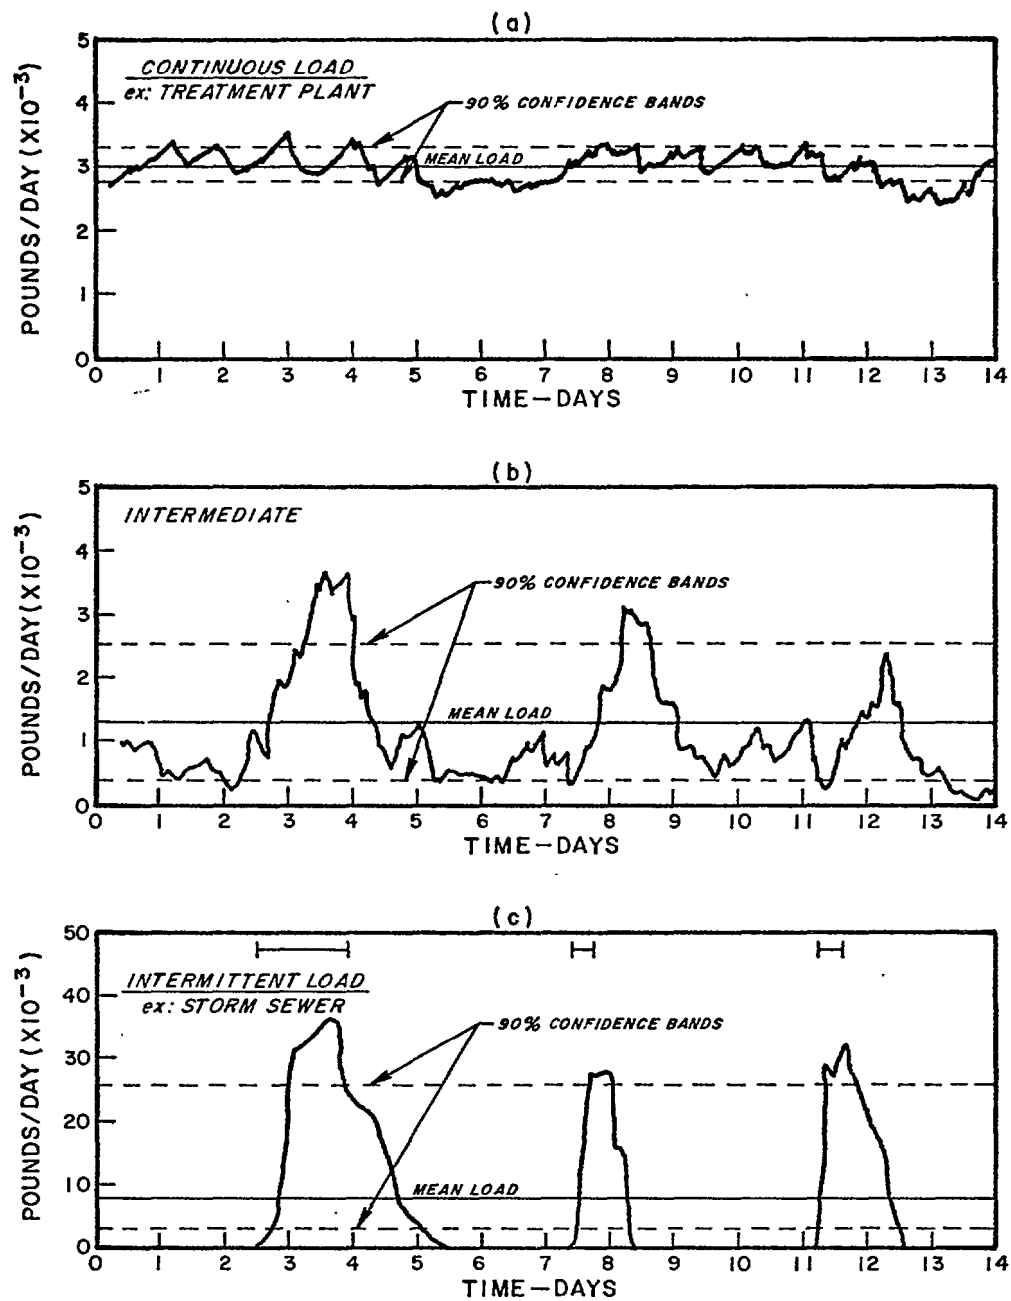 (a)
POUNDS/DAY (X10⁻³)
5
4
3
2
1
0
CONTINUOUS LOAD
ex: TREATMENT PLANT
90% CONFIDENCE BANDS
MEAN LOAD
0 1 2 3 4 5 6 7 8 9 10 11 12 13 14
TIME-DAYS
(b)
POUNDS/DAY (X10⁻³)
5
4
3
2
1
0
INTERMEDIATE
90% CONFIDENCE BANDS
MEAN LOAD
0 1 2 3 4 5 6 7 8 9 10 11 12 13 14
TIME-DAYS
(c)
POUNDS/DAY (X10⁻³)
50
40
30
20
10
0
INTERMITTENT LOAD
ex: STORM SEWER
90% CONFIDENCE BANDS
MEAN LOAD
0 1 2 3 4 5 6 7 8 9 10 11 12 13 14
TIME-DAYS